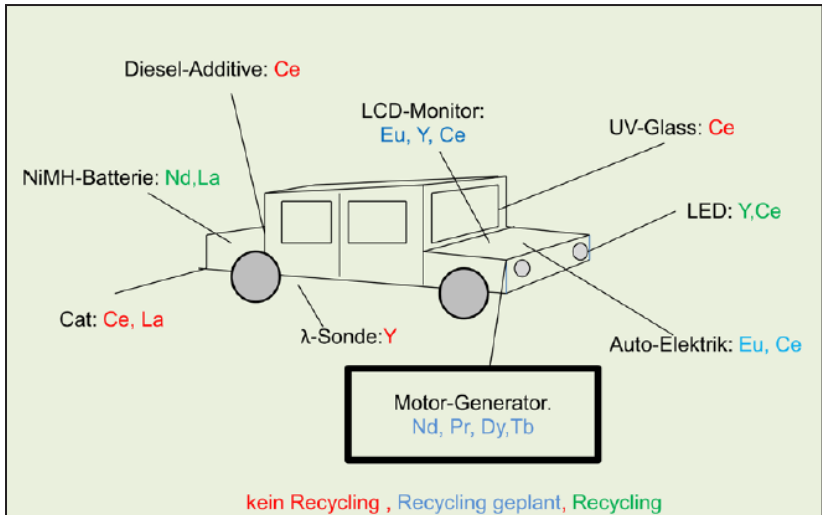 Diesel-Additive: Ce
LCD-Monitor:
Eu, Y, Ce
UV-Glass: Ce
NiMH-Batterie: Nd,La
LED: Y,Ce
Cat: Ce, La
λ-Sonde:Y
Auto-Elektrik: Eu, Ce
Motor-Generator.
Nd, Pr, Dy,Tb
kein Recycling , Recycling geplant, Recycling